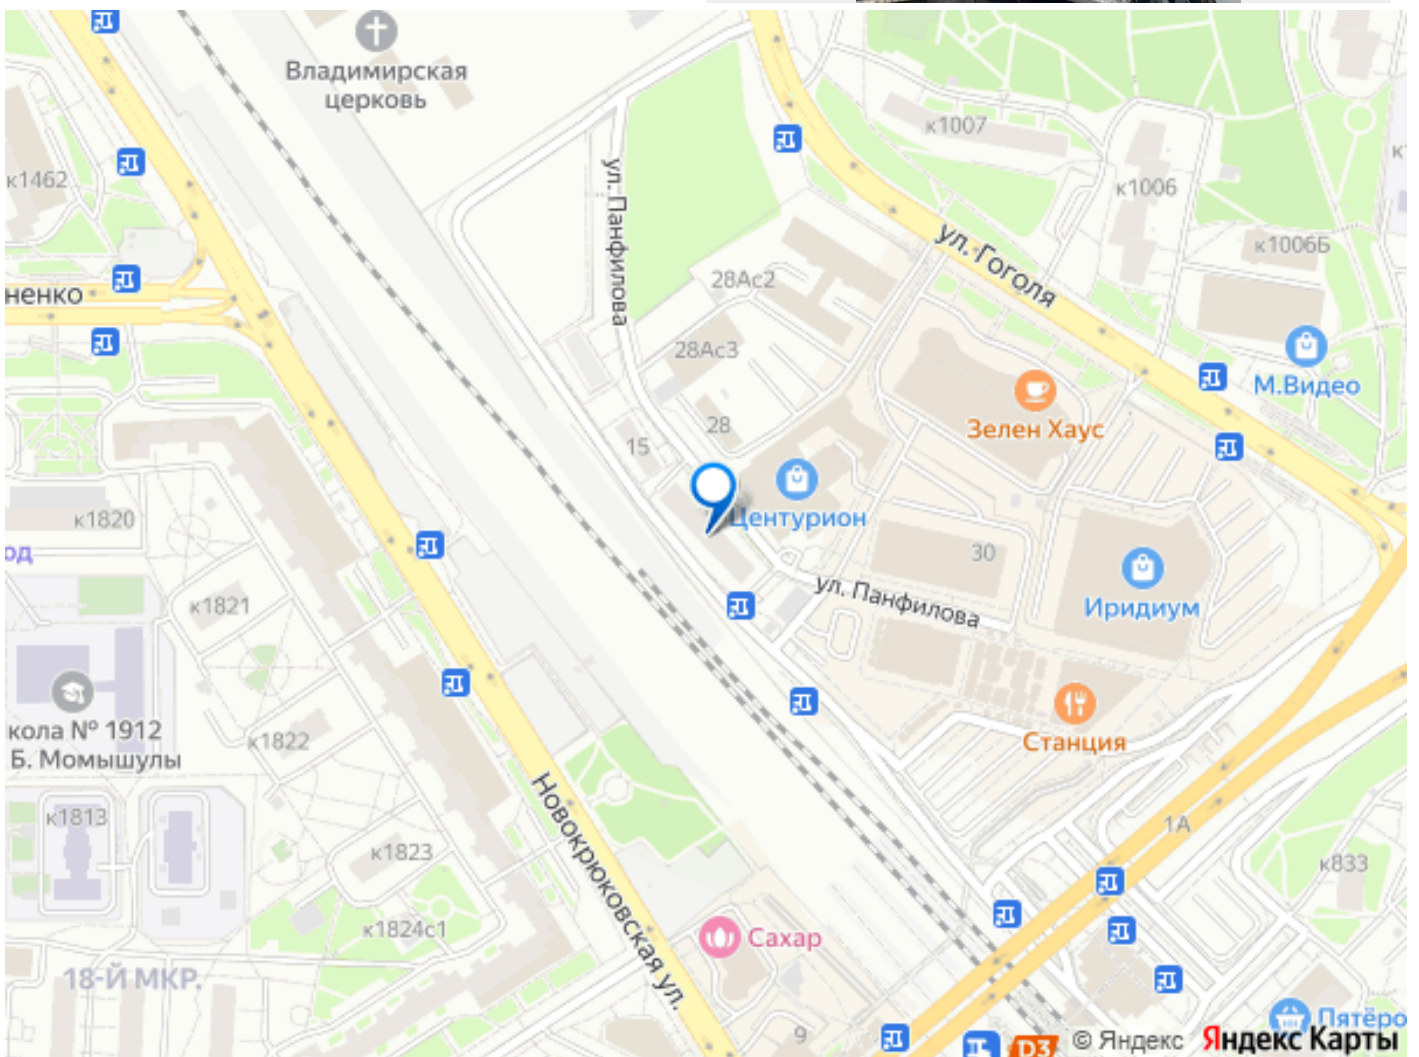 Владимирская
церковь
к1007
к1462
к1006
ул. Панфилова
ул. Гоголя
к1006Б
28Ас2
ненко
28Ас3
М.Видео
Зелен Хаус
28
15
Центурион
к1820
од
30
ул. Панфилова
Иридиум
к1821
кола № 1912
Б. Момышулы
Станция
к1822
Новокрюковская ул.
к1813
1А
к1823
к833
к1824с1
Сахар
18-Й МКР.
9
Пятёро
D3
© Яндекс Яндекс Карты